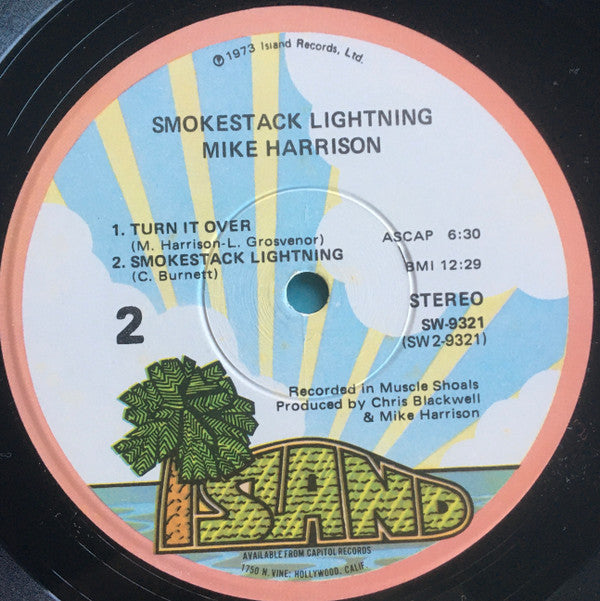 ℗1973 Island Records, Ltd.
SMOKESTACK LIGHTNING
MIKE HARRISON
1. TURN IT OVER
(M. Harrison-L. Grosvenor) ASCAP 6:30
2. SMOKESTACK LIGHTNING
(C. Burnett) BMI 12:29
2
STEREO
SW-9321
(SW2-9321)
Recorded in Muscle Shoals
Produced by Chris Blackwell
& Mike Harrison
ISLAND
AVAILABLE FROM CAPITOL RECORDS
1750 N. VINE: HOLLYWOOD, CALIF.